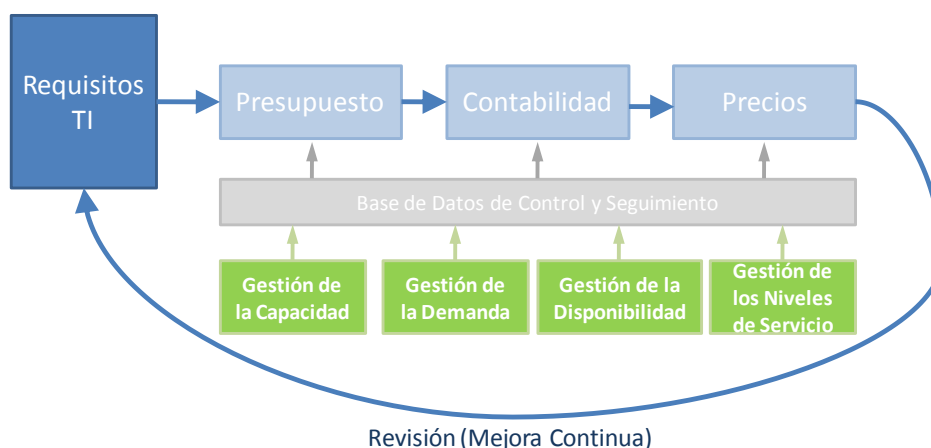 Requisitos
TI
Presupuesto
Contabilidad
Precios
Base de Datos de Control y Seguimiento
Gestión de
la Capacidad
Gestión de
la Demanda
Gestión de la
Disponibilidad
Gestión de
los Niveles
de Servicio
Revisión (Mejora Continua)